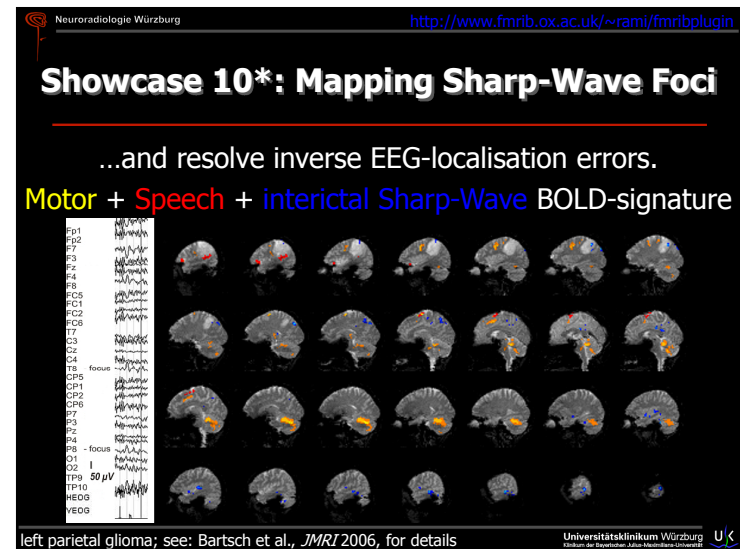 Neuroradiologie Würzburg
http://www.fmrib.ox.ac.uk/~rami/fmribplugin
Showcase 10*: Mapping Sharp-Wave Foci
…and resolve inverse EEG-localisation errors.
Motor + Speech + interictal Sharp-Wave BOLD-signature
Fp1
Fp2
F7
F3
Fz
F4
F8
FC5
FC1
FC2
FC6
T7
C3
Cz
C4
T8 - focus
CP5
CP1
CP2
CP6
P7
P3
Pz
P4
P8 - focus
O1
O2
TP9 50 µV
TP10
HEOG
VEOG
left parietal glioma; see: Bartsch et al., JMRI 2006, for details
Universitätsklinikum Würzburg
Klinikum der Bayerischen Julius-Maximilians-Universität
UK